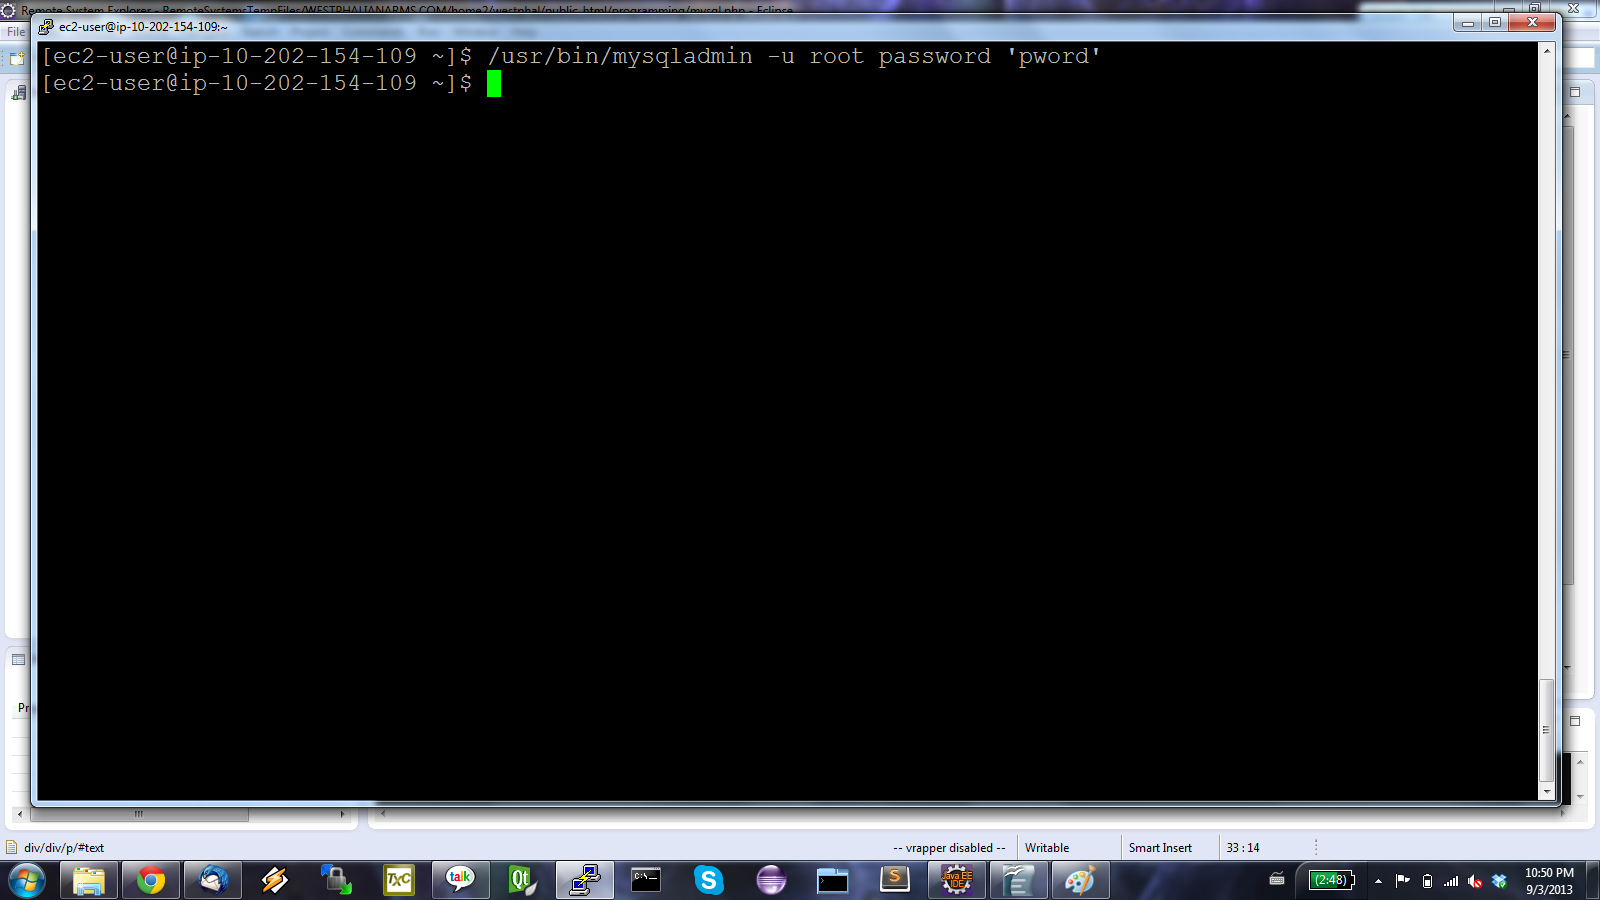 Remote System Explorer - RemoteSystemsTempFiles/WESTPHALIANARMS.COM/home2/westphal/public_html/programming/mysql.php - Eclipse
ec2-user@ip-10-202-154-109:~
File
[ec2-user@ip-10-202-154-109 ~]$ /usr/bin/mysqladmin -u root password 'pword'
[ec2-user@ip-10-202-154-109 ~]$
Pr
div/div/p/#text
-- vrapper disabled --
Writable
Smart Insert
33 : 14
TxC
talk
Qt
C:\_
S
Java EE
IDE
(2:48)
10:50 PM
9/3/2013